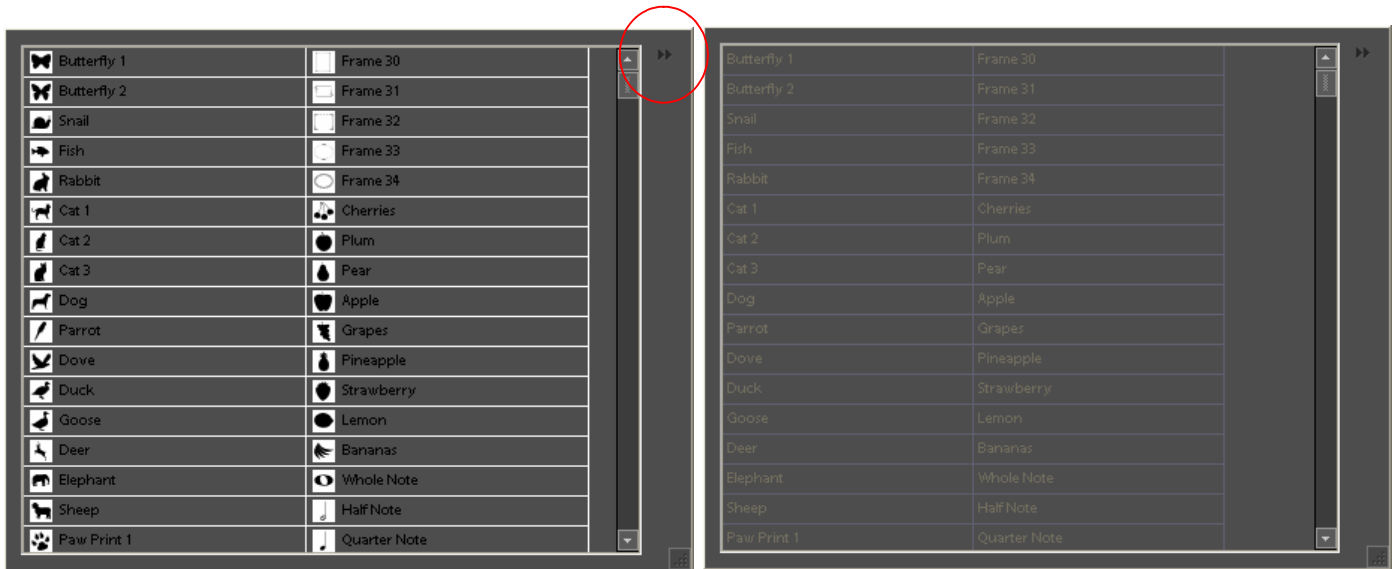 Butterfly 1 Frame 30
Butterfly 2 Frame 31
Snail Frame 32
Fish Frame 33
Rabbit Frame 34
Cat 1 Cherries
Cat 2 Plum
Cat 3 Pear
Dog Apple
Parrot Grapes
Dove Pineapple
Duck Strawberry
Goose Lemon
Deer Bananas
Elephant Whole Note
Sheep Half Note
Paw Print 1 Quarter Note
Butterfly 1 Frame 30
Butterfly 2 Frame 31
Snail Frame 32
Fish Frame 33
Rabbit Frame 34
Cat 1 Cherries
Cat 2 Plum
Cat 3 Pear
Dog Apple
Parrot Grapes
Dove Pineapple
Duck Strawberry
Goose Lemon
Deer Bananas
Elephant Whole Note
Sheep Half Note
Paw Print 1 Quarter Note